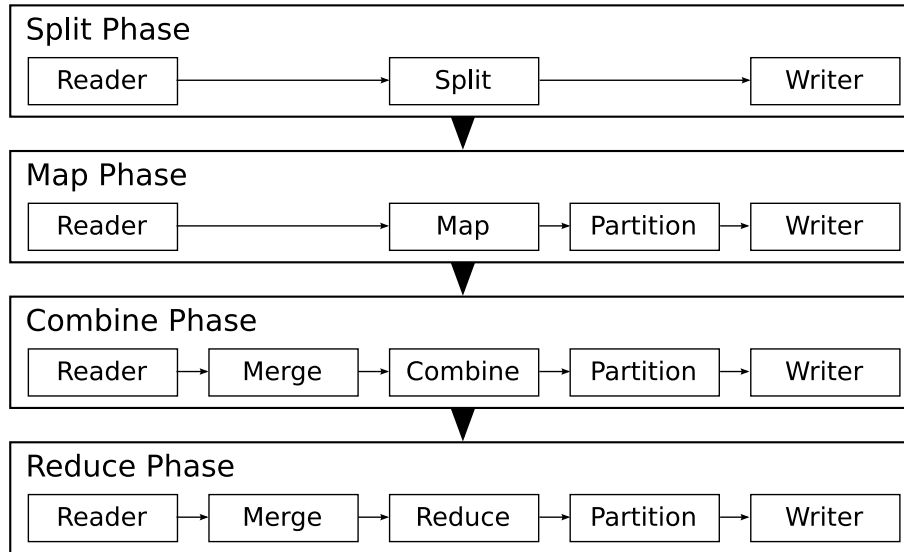 Split Phase
Reader Split Writer
Map Phase
Reader Map Partition Writer
Combine Phase
Reader Merge Combine Partition Writer
Reduce Phase
Reader Merge Reduce Partition Writer